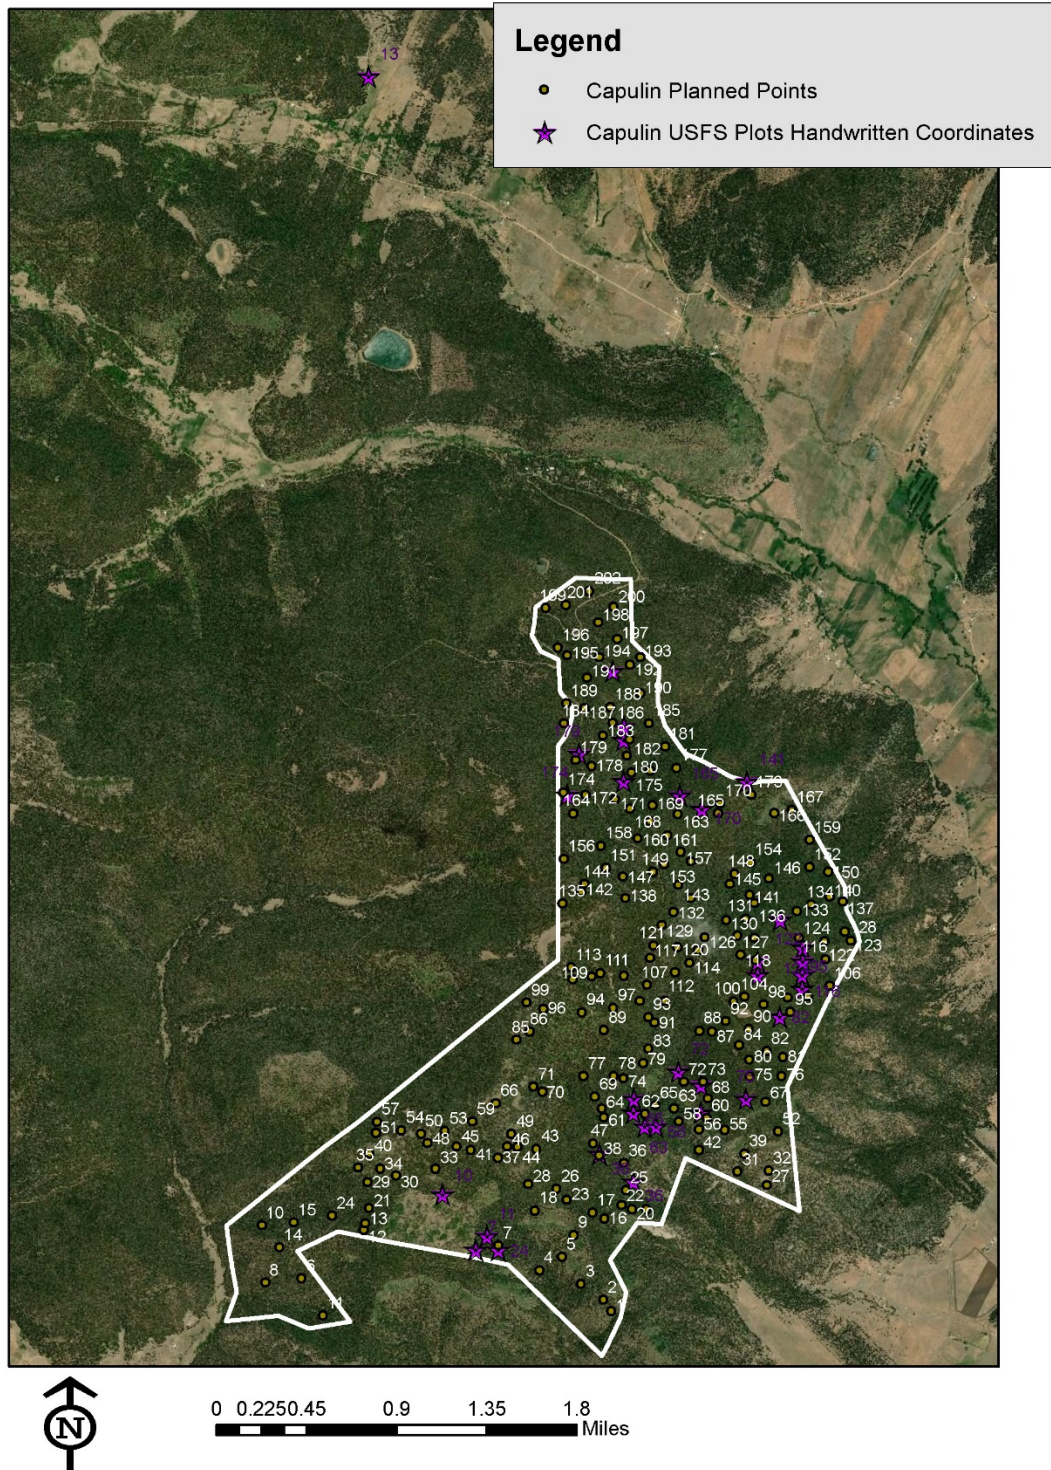 Legend
Capulin Planned Points
Capulin USFS Plots Handwritten Coordinates
13
202
199 201 200
198
197
196
195 194 193
192
191
190
189 188
184 187 186 185
183 181
179 182 177
178 180
174 175 173
172 170 167
164 171 169 165 166
168 163
158 160 159
156 161
151 149 157 154 152
144 147 148 146 150
153 145
135 142 138 143 134 140
132 131 136 133 137
121 129 130 124 28
126 127 116 123
113 117 120 118 122
109 111 107 114 106
112 104
99 97 100 98 95
96 94 93 92 90
86 89 91 88
85 87 84 82
83 80 81
71 77 78 79 72 73 75 76
70 69 74 68
66 64 62 65 63 67
57 59 61 60
51 54 50 53 49 58 56 55 52
48 45 46 47 42
40 41 37 44 43 38 36 39
35 34 33 31 32
29 30 28 26 25 27
10
24 21 18 23 17 22
10 15 13 16 20
12 11 9
14 7 24 5
8 6 4
3
11 2
1
N
0 0.225 0.45 0.9 1.35 1.8
Miles